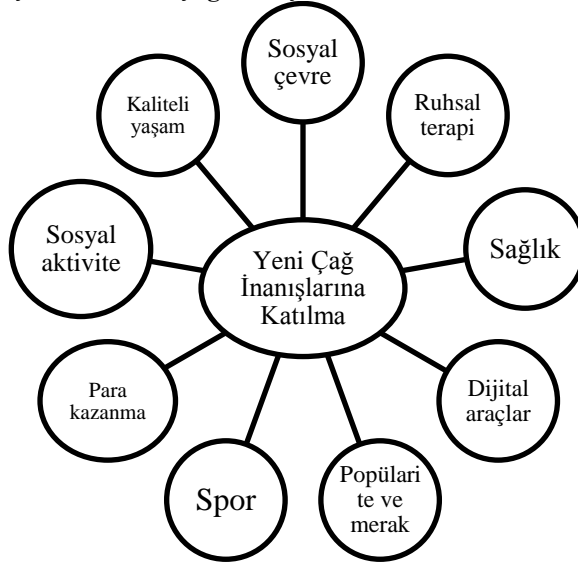 Sosyal
çevre
Ruhsal
terapi
Sağlık
Dijital
araçlar
Popülari
te ve
merak
Spor
Para
kazanma
Sosyal
aktivite
Kaliteli
yaşam
Yeni Çağ
İnanışlarına
Katılma